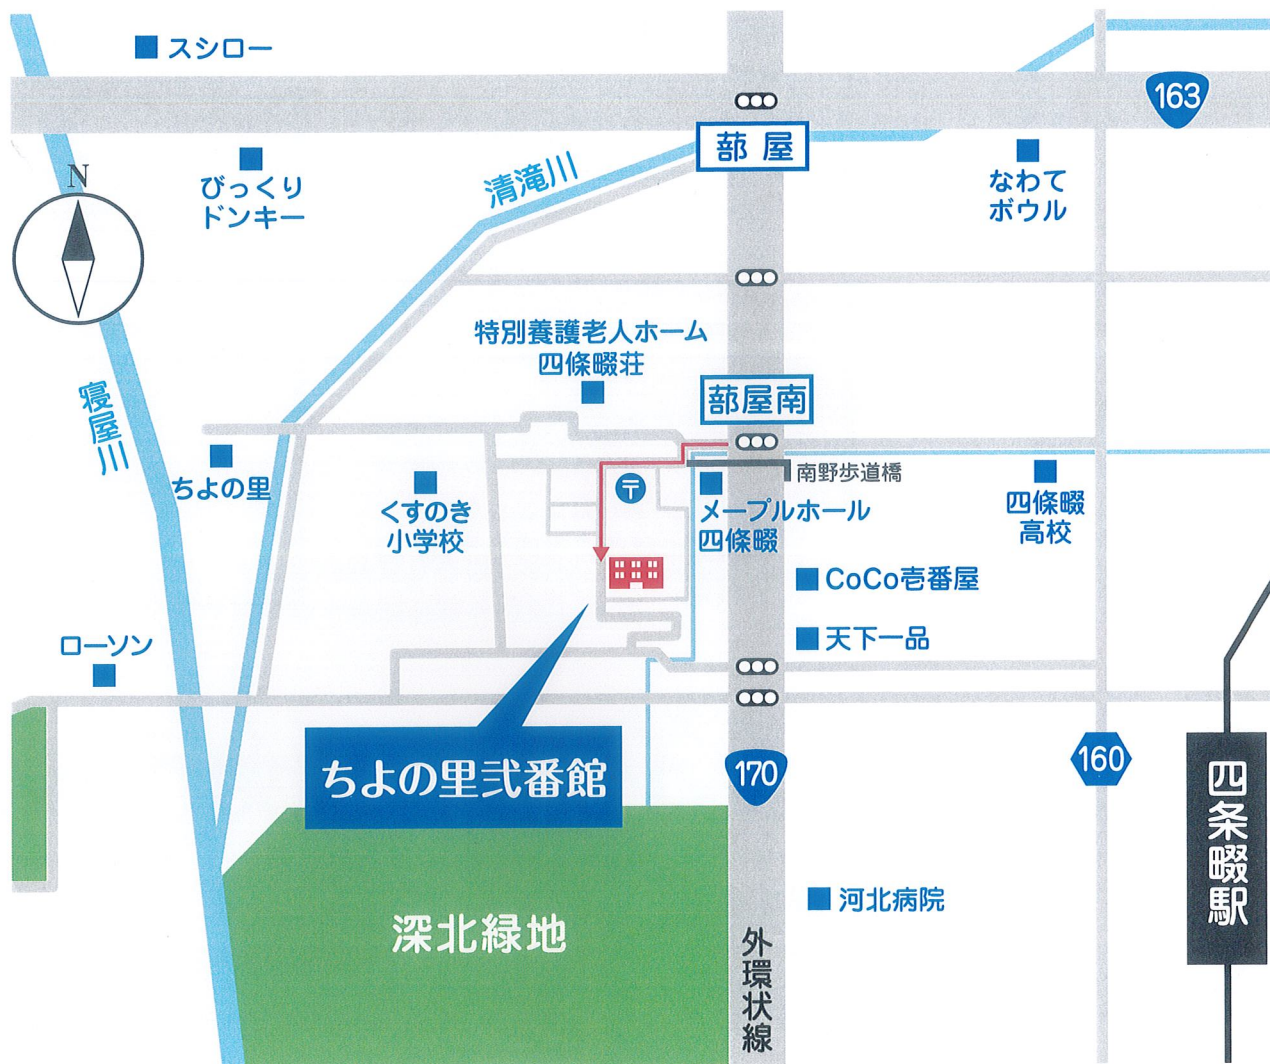 スシロー
163
蔀屋
N
びっくり
ドンキー
清滝川
なわて
ボウル
特別養護老人ホーム
四條畷荘
蔀屋南
寝屋川
ちよの里
くすのき
小学校
〒
南野歩道橋
メープルホール
四條畷
四條畷
高校
CoCo壱番屋
天下一品
ローソン
ちよの里弐番館
170
160
四条畷駅
深北緑地
河北病院
外環状線